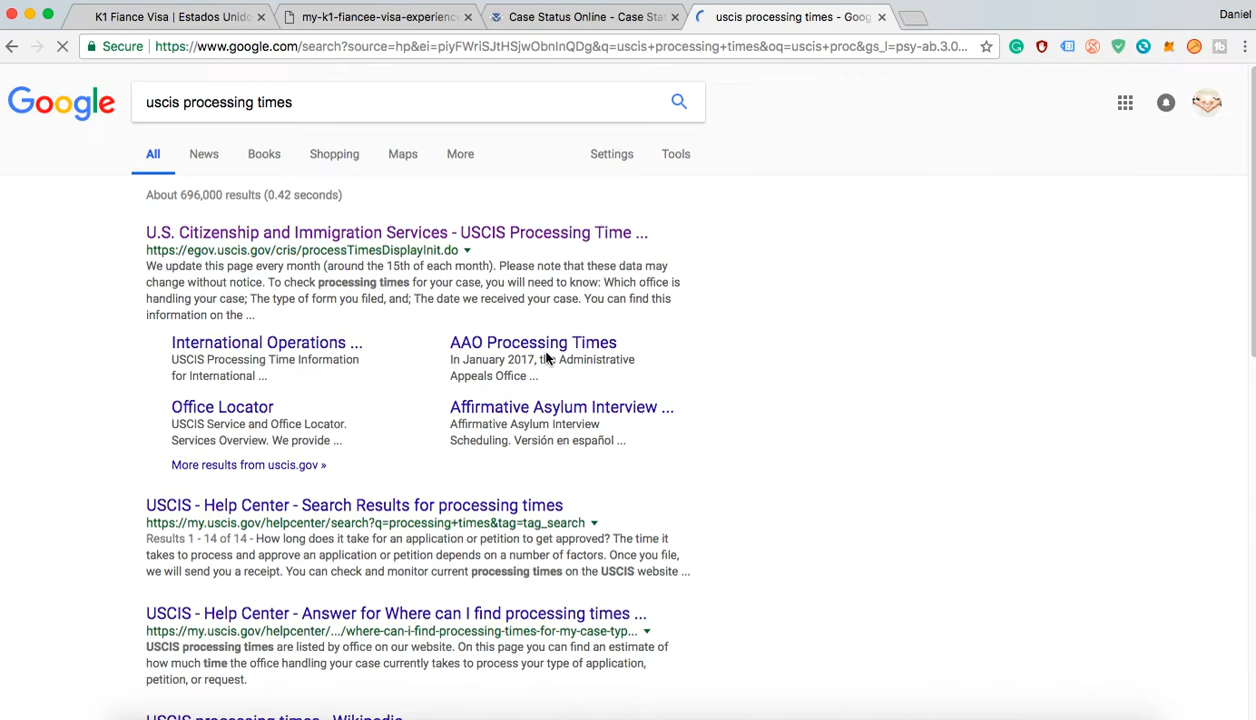 K1 Fiance Visa | Estados Unido
my-k1-fiancee-visa-experience
Case Status Online - Case Stat
uscis processing times - Goog
Daniel
Secure
https://www.google.com/search?source=hp&ei=piyFWriSJtHSjwObnInQDg&q=uscis+processing+times&oq=uscis+proc&gs_l=psy-ab.3.0...
Google
uscis processing times
All
News
Books
Shopping
Maps
More
Settings
Tools
About 696,000 results (0.42 seconds)
U.S. Citizenship and Immigration Services - USCIS Processing Time ...
https://egov.uscis.gov/cris/processTimesDisplayInit.do
We update this page every month (around the 15th of each month). Please note that these data may
change without notice. To check processing times for your case, you will need to know: Which office is
handling your case; The type of form you filed, and; The date we received your case. You can find this
information on the ...
International Operations ...
USCIS Processing Time Information
for International ...
AAO Processing Times
In January 2017, the Administrative
Appeals Office ...
Office Locator
USCIS Service and Office Locator.
Services Overview. We provide ...
Affirmative Asylum Interview ...
Affirmative Asylum Interview
Scheduling. Versión en español ...
More results from uscis.gov »
USCIS - Help Center - Search Results for processing times
https://my.uscis.gov/helpcenter/search?q=processing+times&tag=tag_search
Results 1 - 14 of 14 - How long does it take for an application or petition to get approved? The time it
takes to process and approve an application or petition depends on a number of factors. Once you file,
we will send you a receipt. You can check and monitor current processing times on the USCIS website ...
USCIS - Help Center - Answer for Where can I find processing times ...
https://my.uscis.gov/helpcenter/.../where-can-i-find-processing-times-for-my-case-typ...
USCIS processing times are listed by office on our website. On this page you can find an estimate of
how much time the office handling your case currently takes to process your type of application,
petition, or request.
USCIS processing times - Wikipedia